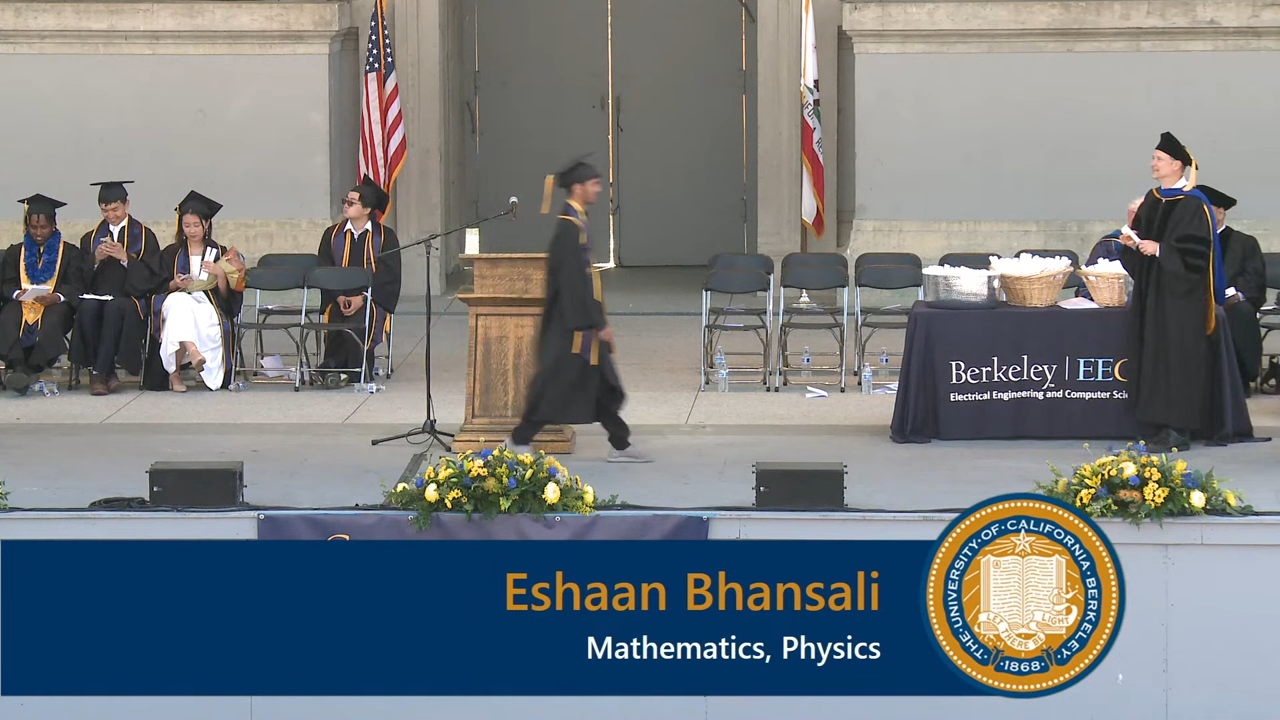 Berkeley | EEC
Electrical Engineering and Computer Scie
Eshaan Bhansali
Mathematics, Physics
THE·UNIVERSITY·OF·CALIFORNIA·BERKELEY
LET THERE BE LIGHT
·1868·